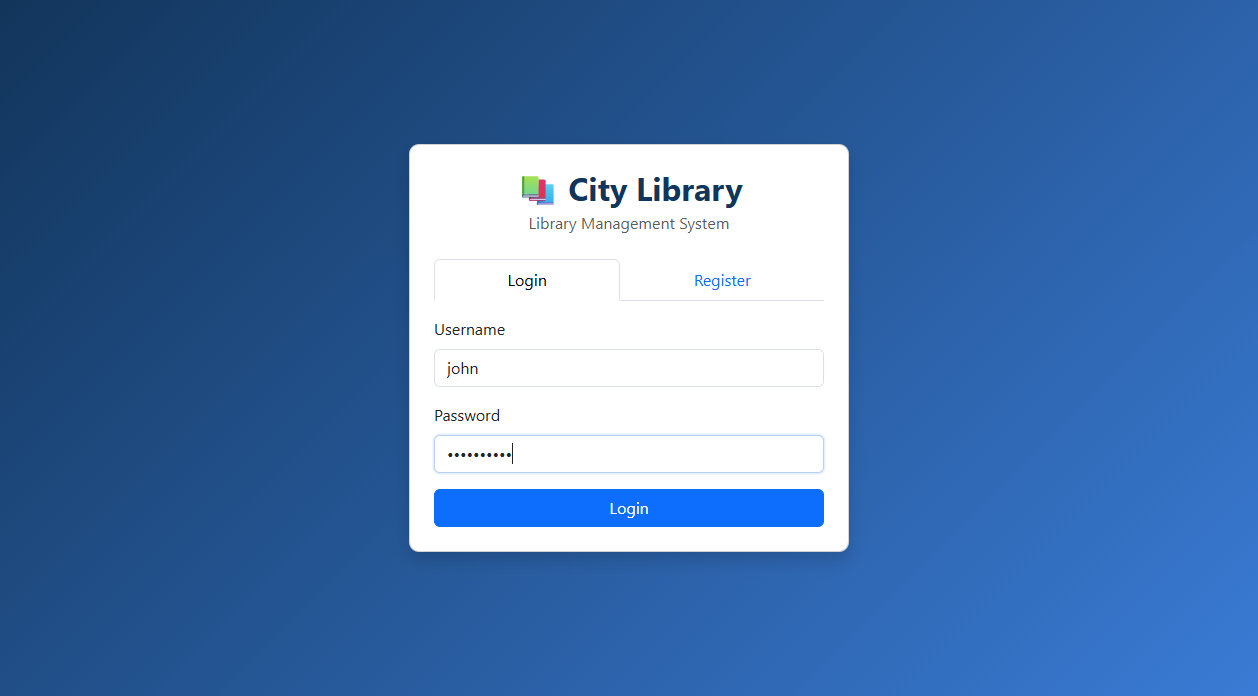 City Library
Library Management System
Login Register
Username
john
Password
••••••••••
Login